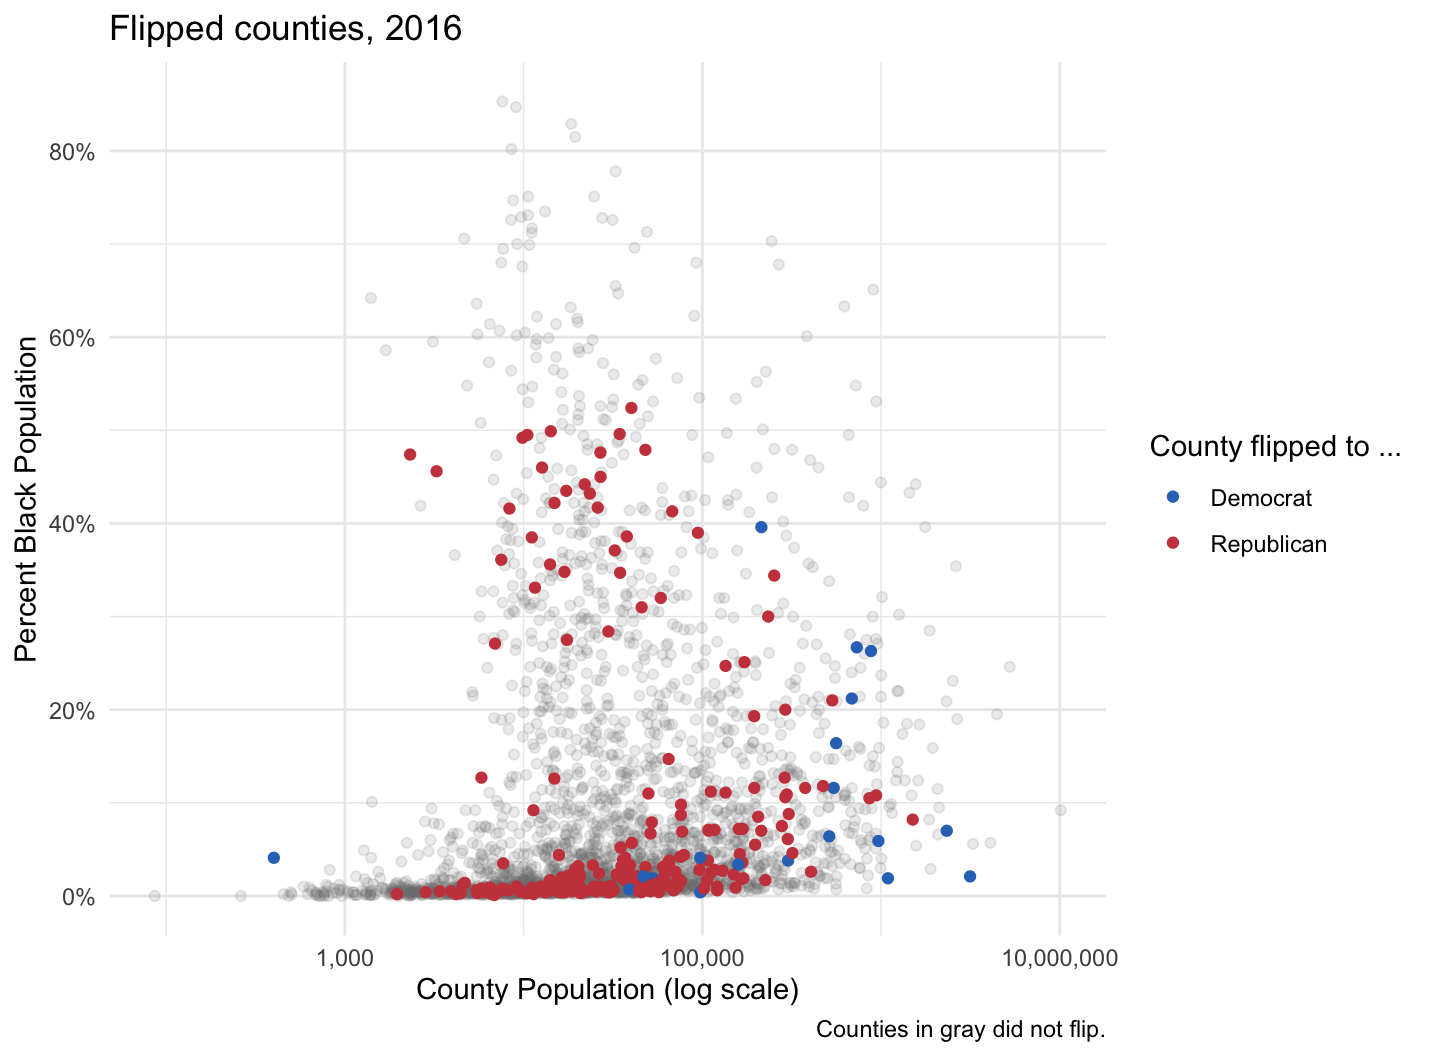 Flipped counties, 2016
80%
60%
40%
20%
0%
Percent Black Population
1,000
100,000
10,000,000
County Population (log scale)
County flipped to ...
Democrat
Republican
Counties in gray did not flip.